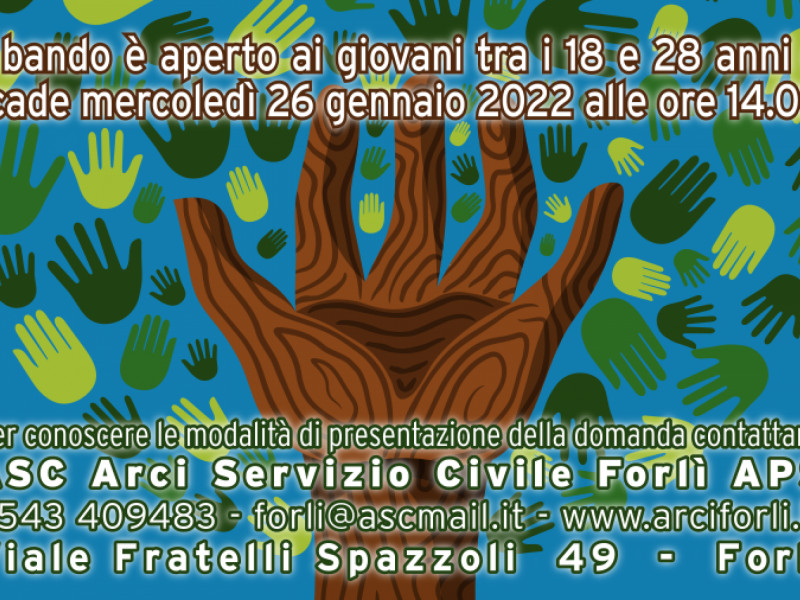 bando è aperto ai giovani tra i 18 e 28 anni
cade mercoledì 26 gennaio 2022 alle ore 14.0
er conoscere le modalità di presentazione della domanda contattar
ASC Arci Servizio Civile Forlì AP
543 409483 - forli@ascmail.it - www.arciforli.
Viale Fratelli Spazzoli 49 - Forl